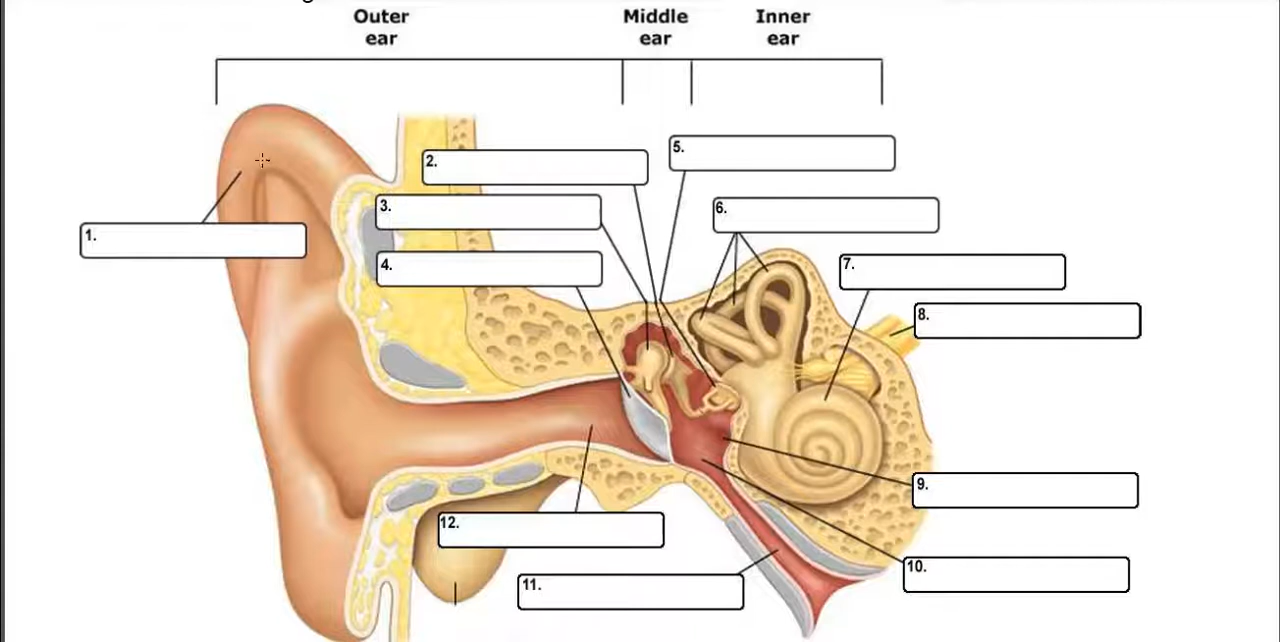 Outer
ear
Middle
ear
Inner
ear
1.
2.
3.
4.
5.
6.
7.
8.
9.
10.
11.
12.